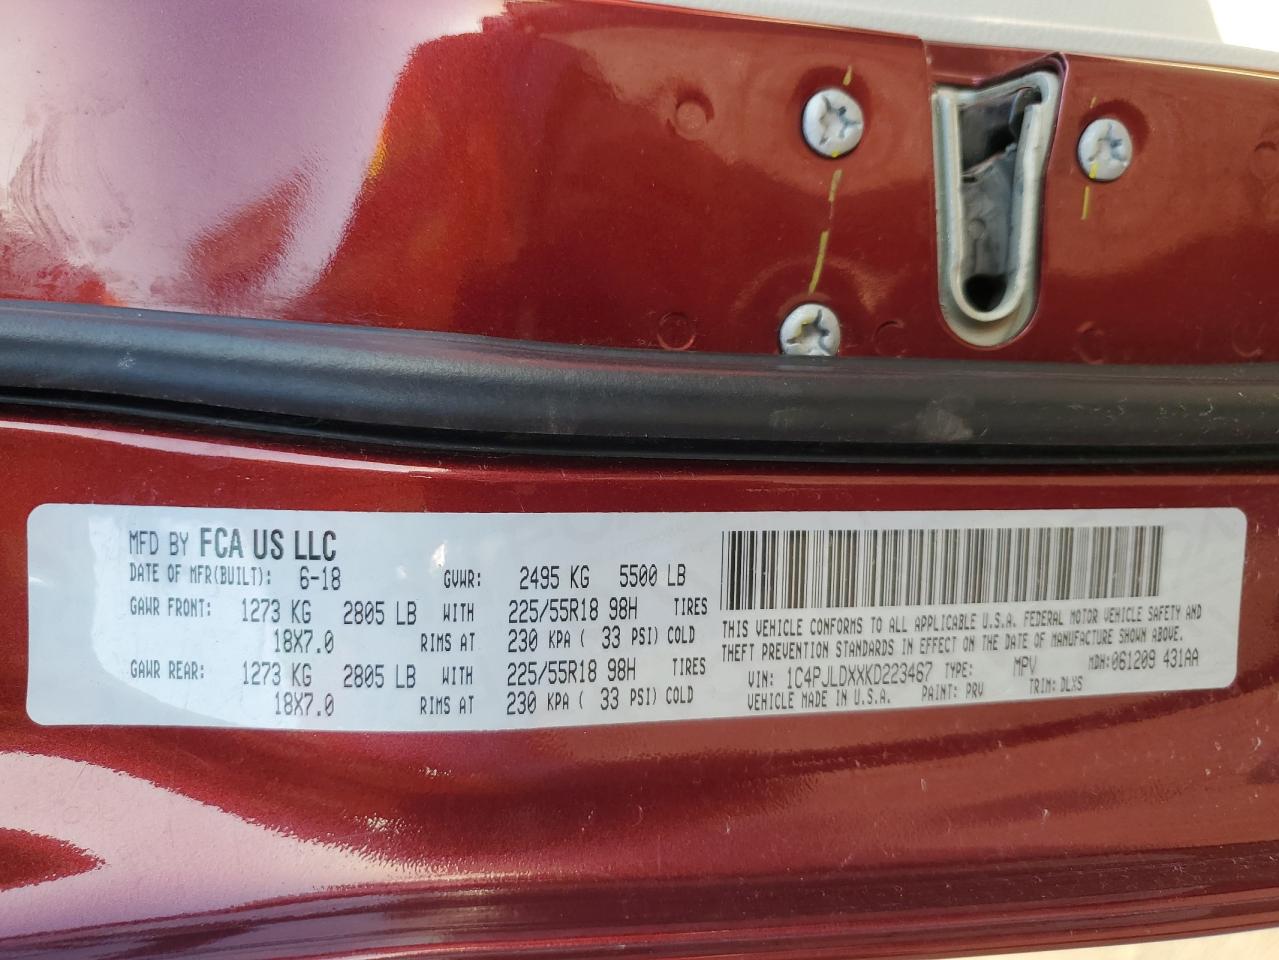 MFD BY FCA US LLC
DATE OF MFR(BUILT): 6-18 GVWR: 2495 KG 5500 LB
GAWR FRONT: 1273 KG 2805 LB WITH 225/55R18 98H TIRES
18X7.0 RIMS AT 230 KPA ( 33 PSI) COLD
GAWR REAR: 1273 KG 2805 LB WITH 225/55R18 98H TIRES
18X7.0 RIMS AT 230 KPA ( 33 PSI) COLD
THIS VEHICLE CONFORMS TO ALL APPLICABLE U.S.A. FEDERAL MOTOR VEHICLE SAFETY AND
THEFT PREVENTION STANDARDS IN EFFECT ON THE DATE OF MANUFACTURE SHOWN ABOVE.
VIN: 1C4PJLDXXKD223467 TYPE: MPV MDH:061209 431AA
VEHICLE MADE IN U.S.A. PAINT: PRV TRIM: DLXS